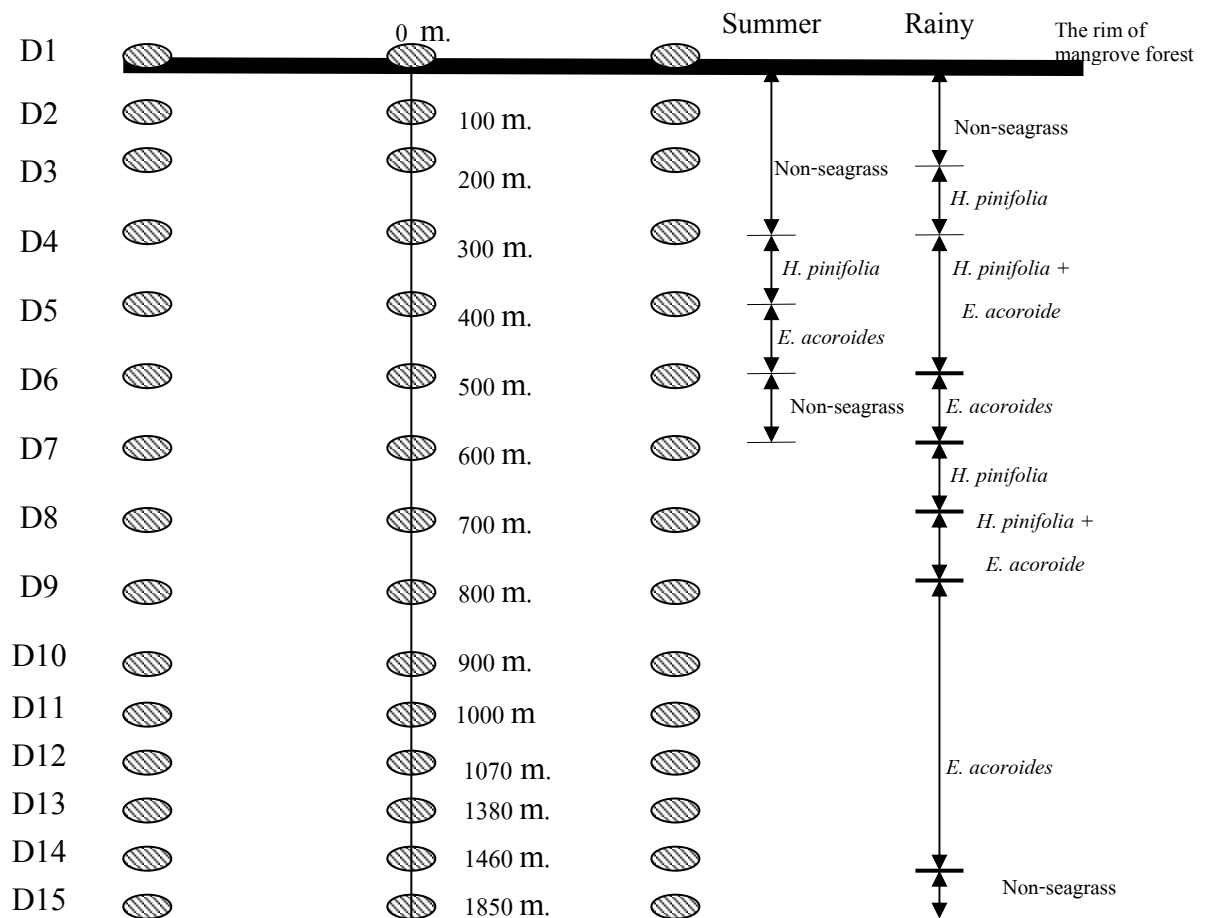 0 m.
Summer
Rainy
The rim of
mangrove forest
D1
D2
100 m.
Non-seagrass
D3
200 m.
Non-seagrass
H. pinifolia
D4
300 m.
H. pinifolia
H. pinifolia +
E. acoroide
D5
400 m.
E. acoroides
D6
500 m.
Non-seagrass
E. acoroides
D7
600 m.
H. pinifolia
D8
700 m.
H. pinifolia +
E. acoroide
D9
800 m.
D10
900 m.
D11
1000 m
D12
1070 m.
E. acoroides
D13
1380 m.
D14
1460 m.
Non-seagrass
D15
1850 m.